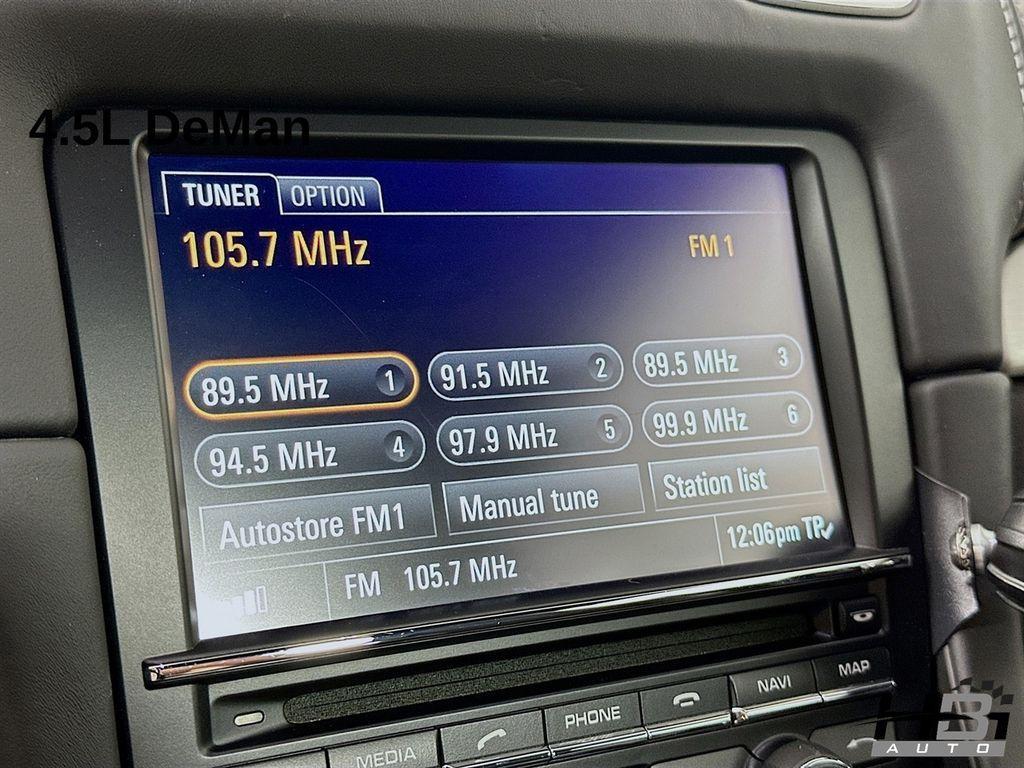 4.5L DeMan
TUNER OPTION
105.7 MHz FM 1
89.5 MHz 1 91.5 MHz 2 89.5 MHz 3
94.5 MHz 4 97.9 MHz 5 99.9 MHz 6
Autostore FM1 Manual tune Station list
FM 105.7 MHz 12:06pm TP
MEDIA PHONE NAVI MAP
HBI
AUTO